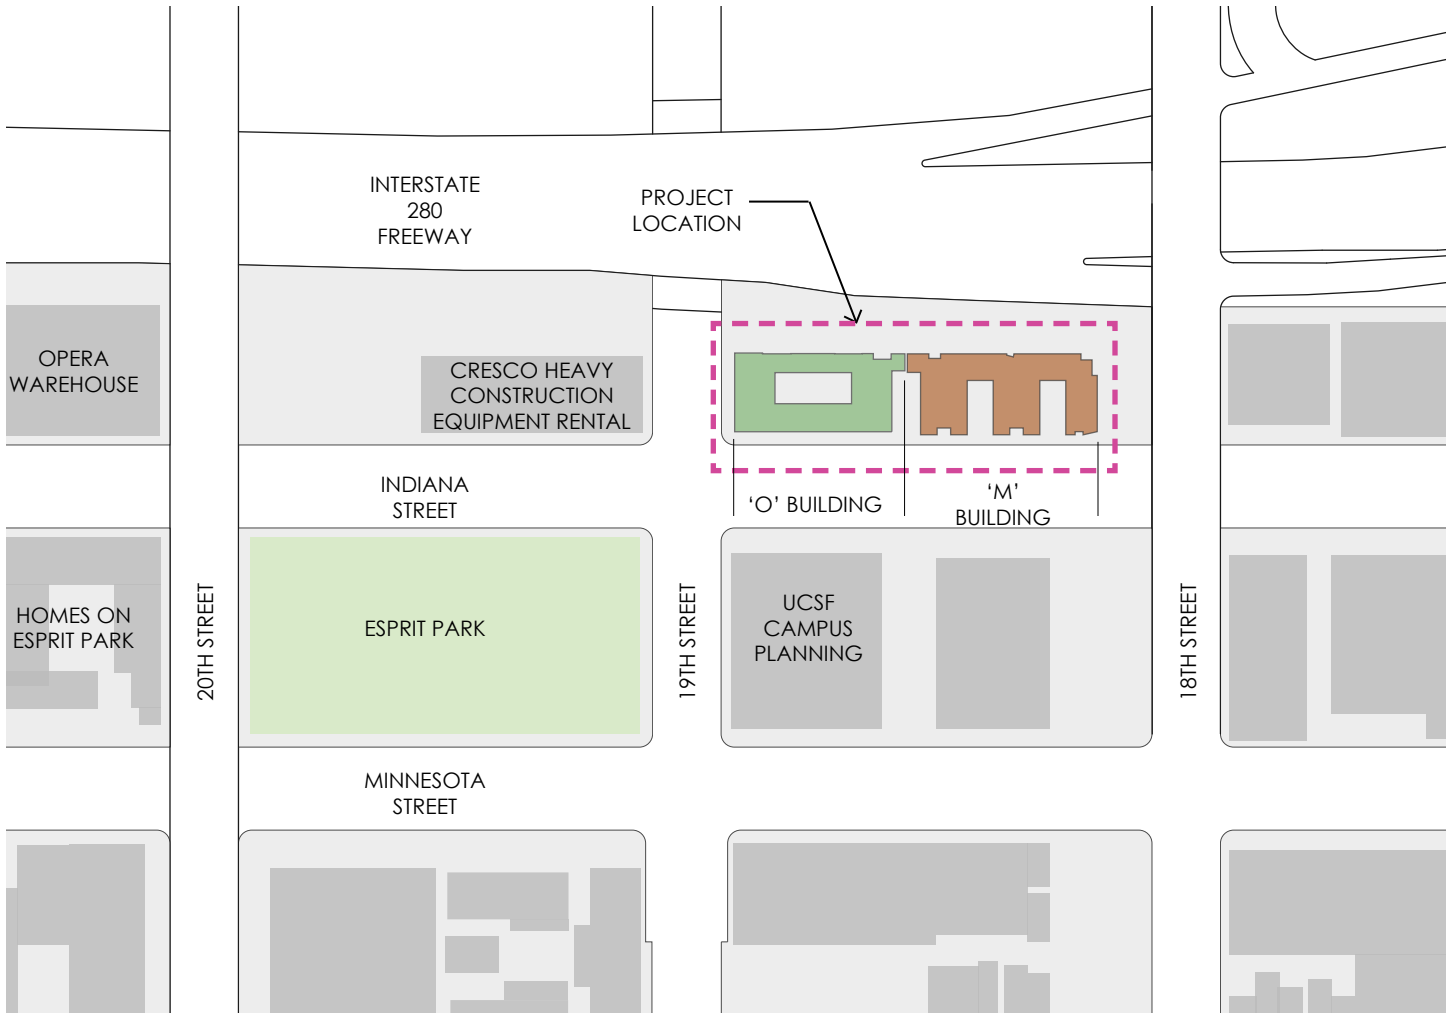 INTERSTATE
280
FREEWAY
PROJECT
LOCATION
OPERA
WAREHOUSE
CRESCO HEAVY
CONSTRUCTION
EQUIPMENT RENTAL
INDIANA
STREET
‘O’ BUILDING
‘M’
BUILDING
HOMES ON
ESPRIT PARK
20TH STREET
ESPRIT PARK
19TH STREET
UCSF
CAMPUS
PLANNING
18TH STREET
MINNESOTA
STREET